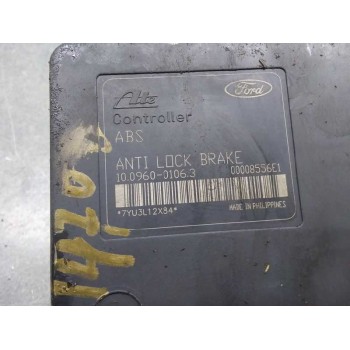 Ate
Ford
Controller
ABS
ANTI LOCK BRAKE
10.0960-0106.3 00008556E1
*7YU3L12X84*
MADE IN PHILIPPINES